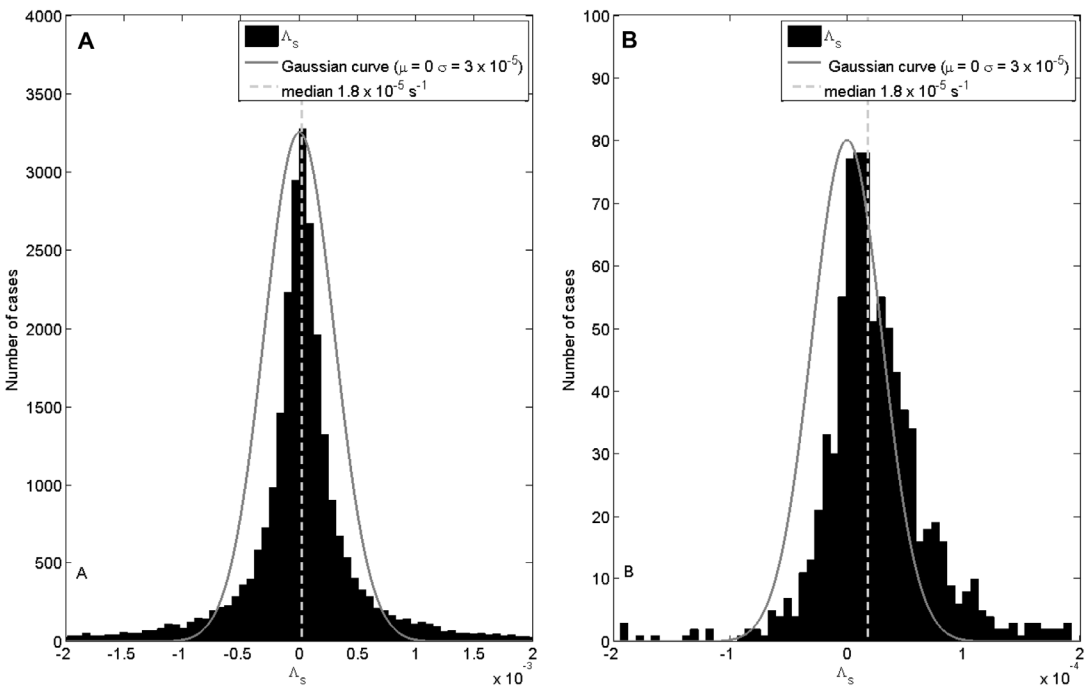 A
Λs
Gaussian curve (μ = 0 σ = 3 x 10-5)
median 1.8 x 10-5 s-1
4000
3500
3000
2500
2000
1500
1000
500
0
Number of cases
A
-2
-1.5
-1
-0.5
0
0.5
1
1.5
2
Λs
x 10-3
B
Λs
Gaussian curve (μ = 0 σ = 3 x 10-5)
median 1.8 x 10-5 s-1
100
90
80
70
60
50
40
30
20
10
0
Number of cases
B
-2
-1
0
1
2
Λs
x 10-4